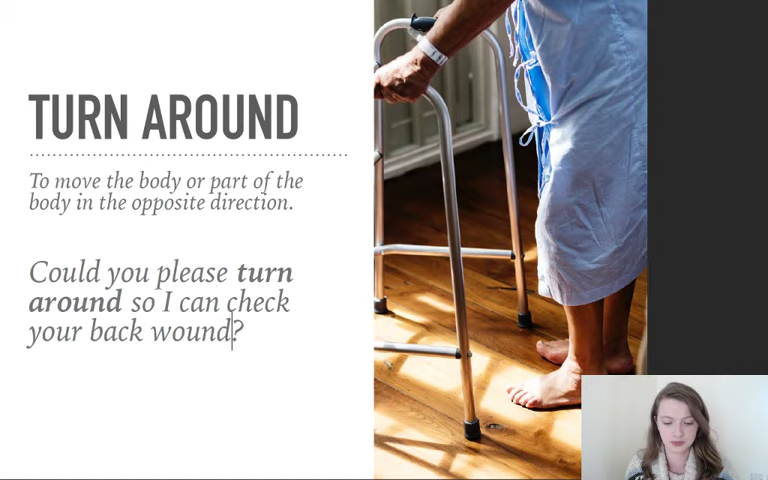 TURN AROUND
To move the body or part of the
body in the opposite direction.
Could you please turn
around so I can check
your back wound?